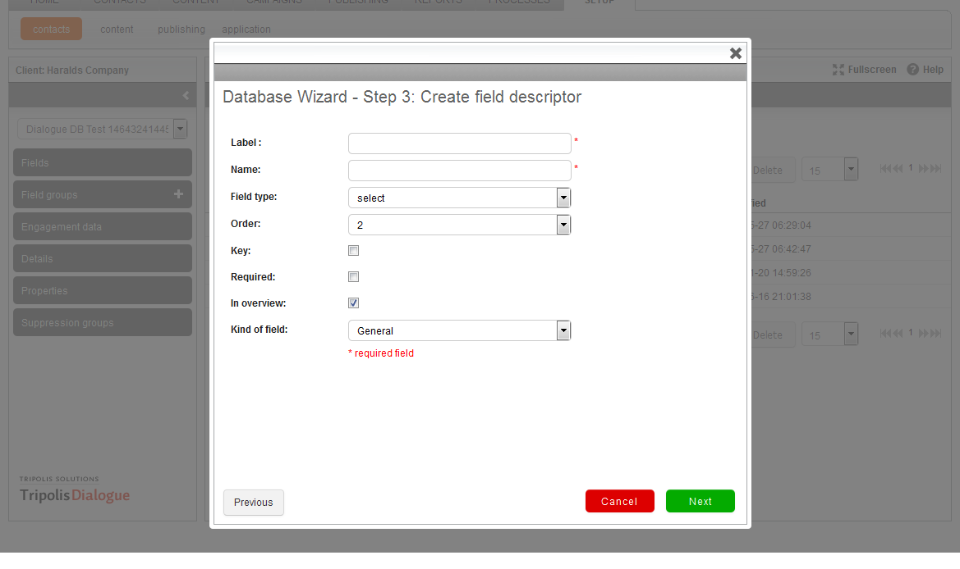 HOME CONTACTS CONTENT CAMPAIGNS PUBLISHING REPORTS PROCESSES SETUP
contacts content publishing application
Client: Haralds Company
Fullscreen Help
Database Wizard - Step 3: Create field descriptor
Dialogue DB Test 1464324144
Fields
Field groups
Engagement data
Details
Properties
Suppression groups
TRIPOLIS SOLUTIONS
TripolisDialogue
Label : *
Name: *
Field type: select
Order: 2
Key:
Required:
In overview:
Kind of field: General
* required field
Previous Cancel Next
Delete 15 1
ied
5-27 06:29:04
5-27 06:42:47
1-20 14:59:26
5-16 21:01:38
Delete 15 1